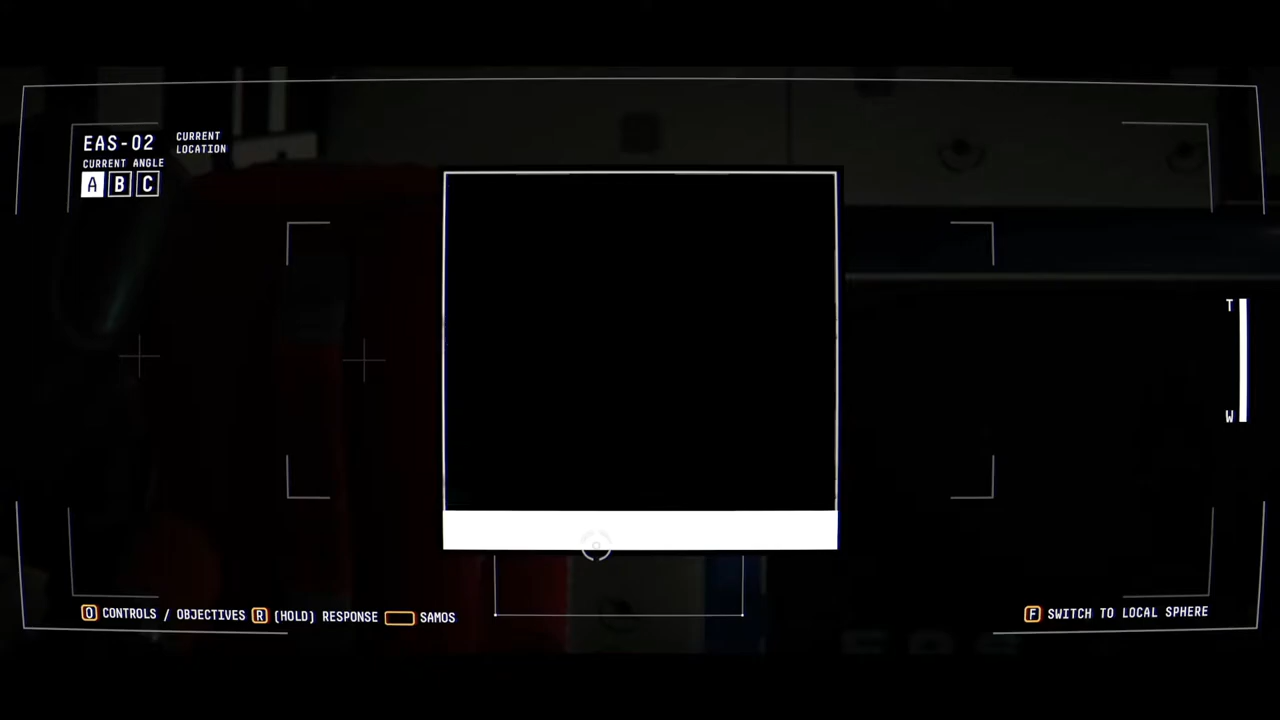 EAS-02
CURRENT
LOCATION
CURRENT ANGLE
A B C
T
W
O CONTROLS / OBJECTIVES R (HOLD) RESPONSE SAMOS
F SWITCH TO LOCAL SPHERE